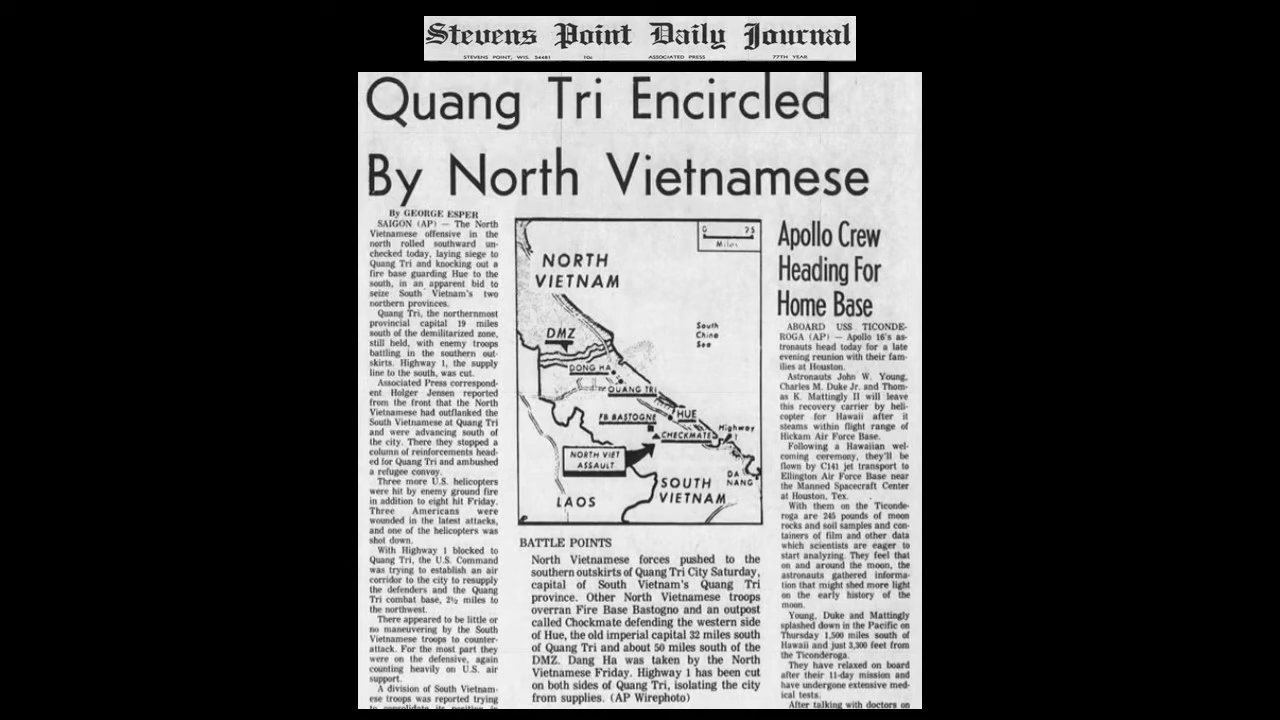 Stevens Point Daily Journal
STEVENS POINT, WIS. 54481 10c ASSOCIATED PRESS 77TH YEAR
Quang Tri Encircled
By North Vietnamese
By GEORGE ESPER
SAIGON (AP) — The North
Vietnamese offensive in the
north rolled southward un-
checked today, laying siege to
Quang Tri and knocking out a
fire base guarding Hue to the
south, in an apparent bid to
seize South Vietnam's two
northern provinces.
Quang Tri, the northernmost
provincial capital 19 miles
south of the demilitarized zone,
still held, with enemy troops
battling in the southern out-
skirts. Highway 1, the supply
line to the south, was cut.
Associated Press correspond-
ent Holger Jensen reported
from the front that the North
Vietnamese had outflanked the
South Vietnamese at Quang Tri
and were advancing south of
the city. There they stopped a
column of reinforcements head-
ed for Quang Tri and ambushed
a refugee convoy.
Three more U.S. helicopters
were hit by enemy ground fire
in addition to eight hit Friday.
Three Americans were
wounded in the latest attacks,
and one of the helicopters was
shot down.
With Highway 1 blocked to
Quang Tri, the U.S. Command
was trying to establish an air
corridor to the city to resupply
the defenders and the Quang
Tri combat base, 2½ miles to
the northwest.
There appeared to be little or
no maneuvering by the South
Vietnamese troops to counter-
attack. For the most part they
were on the defensive, again
counting heavily on U.S. air
support.
A division of South Vietnam-
ese troops was reported trying
to consolidate its position in
0 25
Miles
NORTH
VIETNAM
South
China
Sea
DMZ
DONG HA
QUANG TRI
FB BASTOGNE
HUE
CHECKMATE
Highway
1
NORTH VIET
ASSAULT
DA
NANG
SOUTH
VIETNAM
LAOS
BATTLE POINTS
North Vietnamese forces pushed to the
southern outskirts of Quang Tri City Saturday,
capital of South Vietnam's Quang Tri
province. Other North Vietnamese troops
overran Fire Base Bastogno and an outpost
called Chockmate defending the western side
of Hue, the old imperial capital 32 miles south
of Quang Tri and about 50 miles south of the
DMZ. Dang Ha was taken by the North
Vietnamese Friday. Highway 1 has been cut
on both sides of Quang Tri, isolating the city
from supplies. (AP Wirephoto)
Apollo Crew
Heading For
Home Base
ABOARD USS TICONDE-
ROGA (AP) — Apollo 16's as-
tronauts head today for a late
evening reunion with their fam-
ilies at Houston.
Astronauts John W. Young,
Charles M. Duke Jr. and Thom-
as K. Mattingly II will leave
this recovery carrier by heli-
copter for Hawaii after it
steams within flight range of
Hickam Air Force Base.
Following a Hawaiian wel-
coming ceremony, they'll be
flown by C141 jet transport to
Ellington Air Force Base near
the Manned Spacecraft Center
at Houston, Tex.
With them on the Ticonde-
roga are 245 pounds of moon
rocks and soil samples and con-
tainers of film and other data
which scientists are eager to
start analyzing. They feel that
on and around the moon, the
astronauts gathered informa-
tion that might shed more light
on the early history of the
moon.
Young, Duke and Mattingly
splashed down in the Pacific on
Thursday 1,500 miles south of
Hawaii and just 3,300 feet from
the Ticonderoga.
They have relaxed on board
after their 11-day mission and
have undergone extensive med-
ical tests.
After talking with doctors on